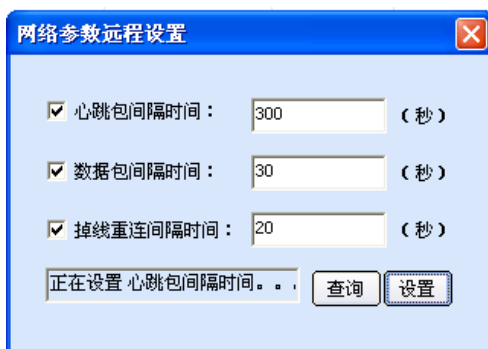 网络参数远程设置
心跳包间隔时间： 300 （秒）
数据包间隔时间： 30 （秒）
掉线重连间隔时间： 20 （秒）
正在设置 心跳包间隔时间。。. 查询 设置